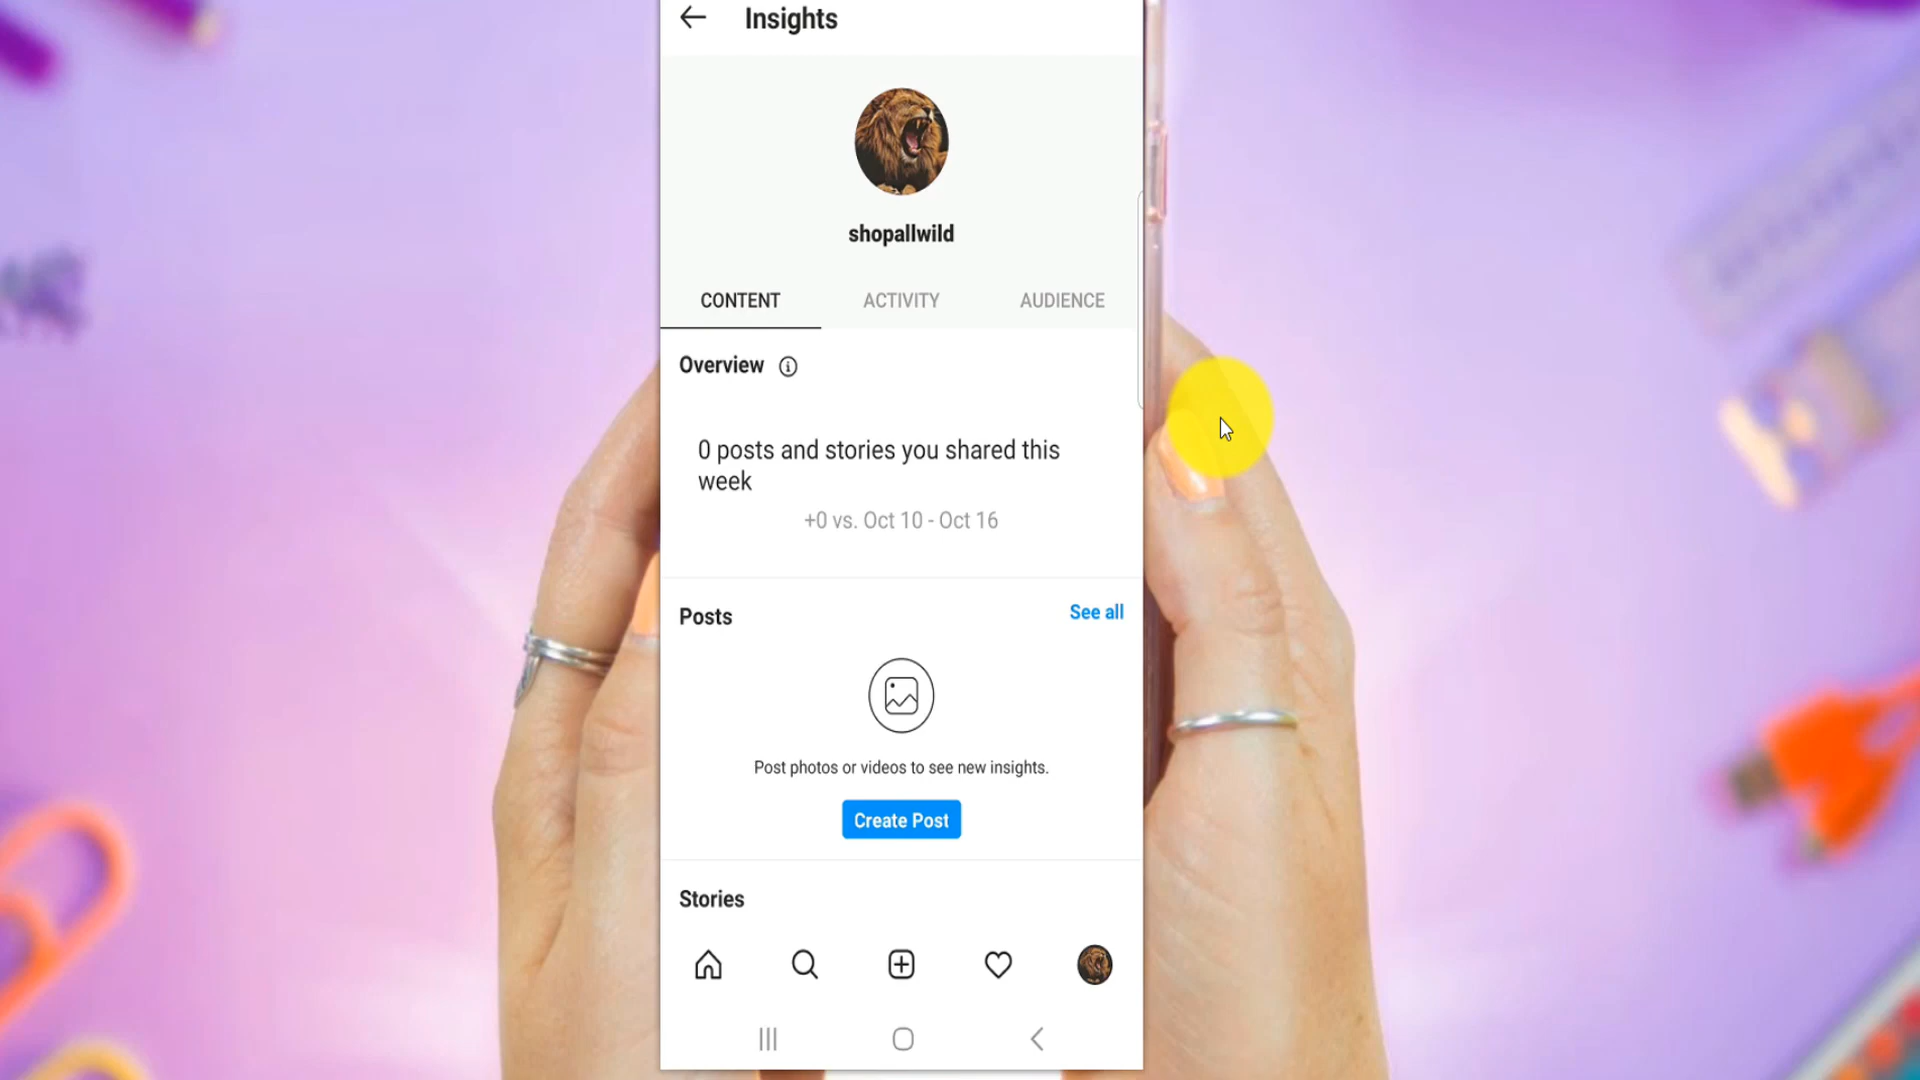 Insights
shopallwild
CONTENT
ACTIVITY
AUDIENCE
Overview
0 posts and stories you shared this
week
+0 vs. Oct 10 - Oct 16
Posts
See all
Post photos or videos to see new insights.
Create Post
Stories